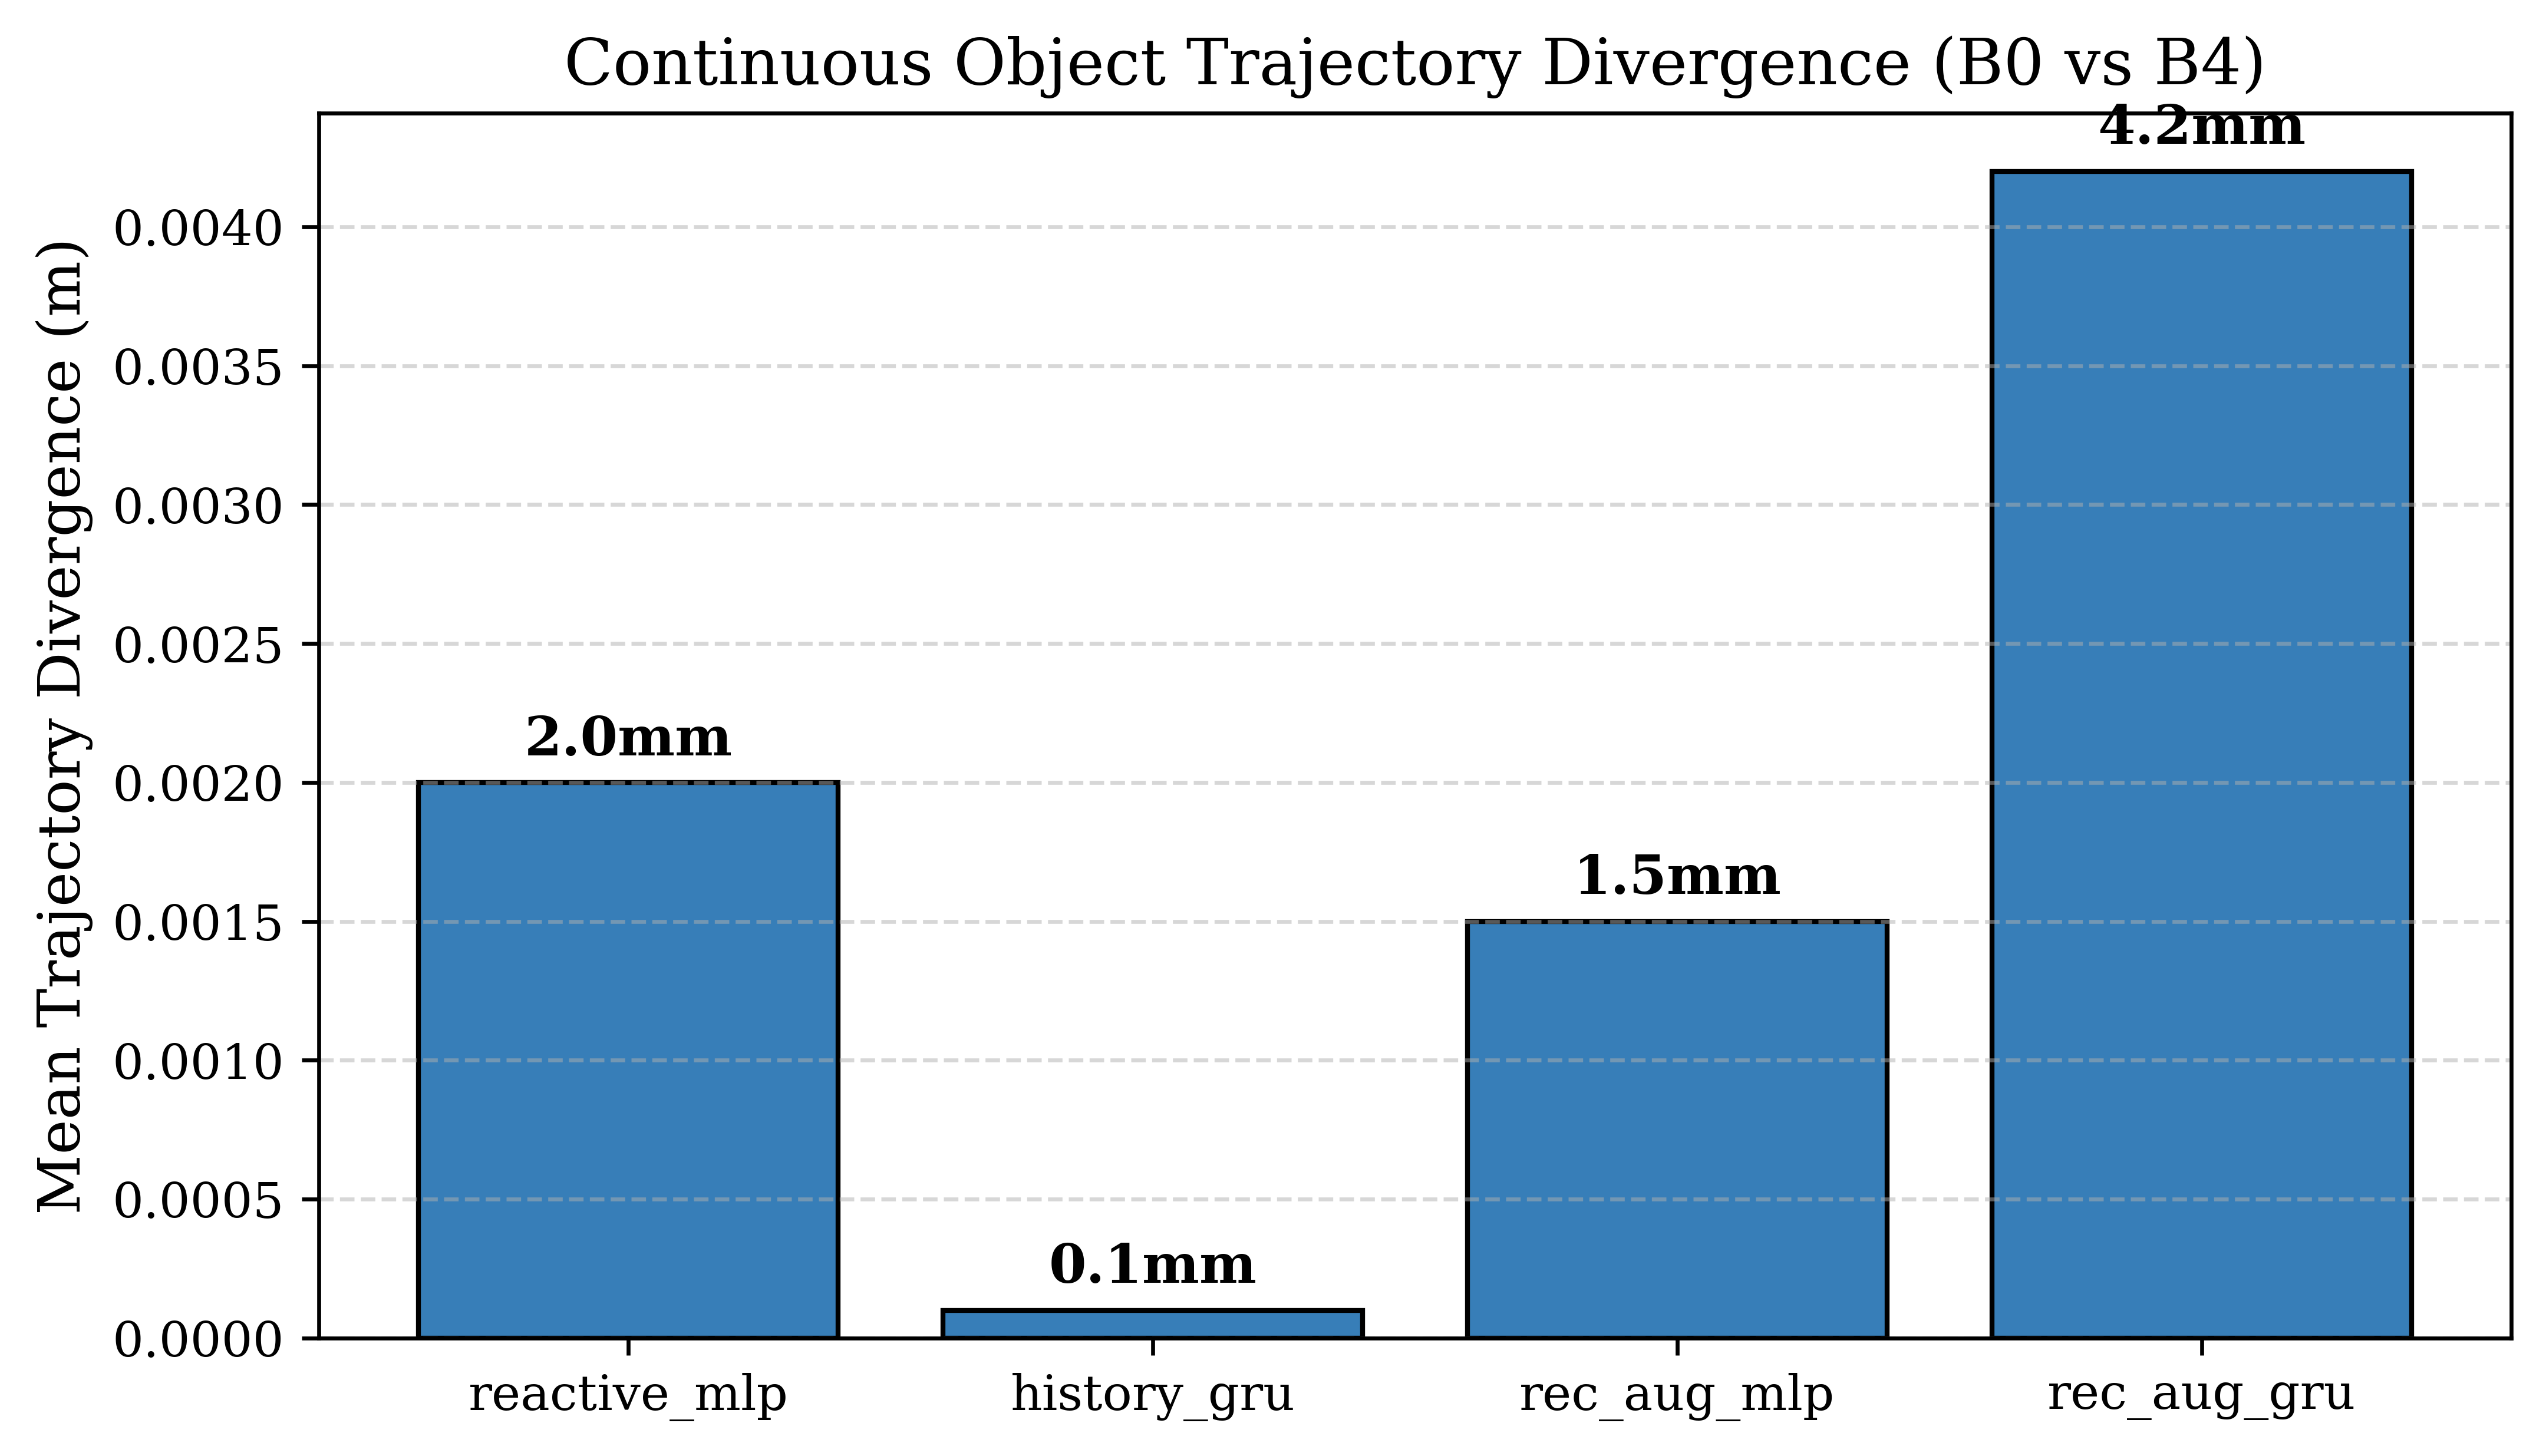 Continuous Object Trajectory Divergence (B0 vs B4)
Mean Trajectory Divergence (m)
0.0040
0.0035
0.0030
0.0025
0.0020
0.0015
0.0010
0.0005
0.0000
2.0mm
0.1mm
1.5mm
4.2mm
reactive_mlp
history_gru
rec_aug_mlp
rec_aug_gru